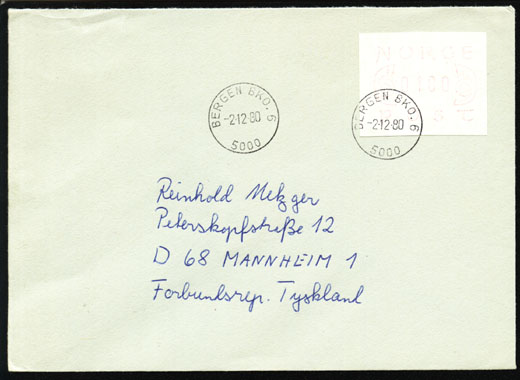 NORGE
BERGEN BKO. 6
-2.12.80
5000
BERGEN BKO. 6
-2.12.80
5000
Reinhold Metzger
Peterskopfstraße 12
D 68 MANNHEIM 1
Forbundsrep. Tyskland